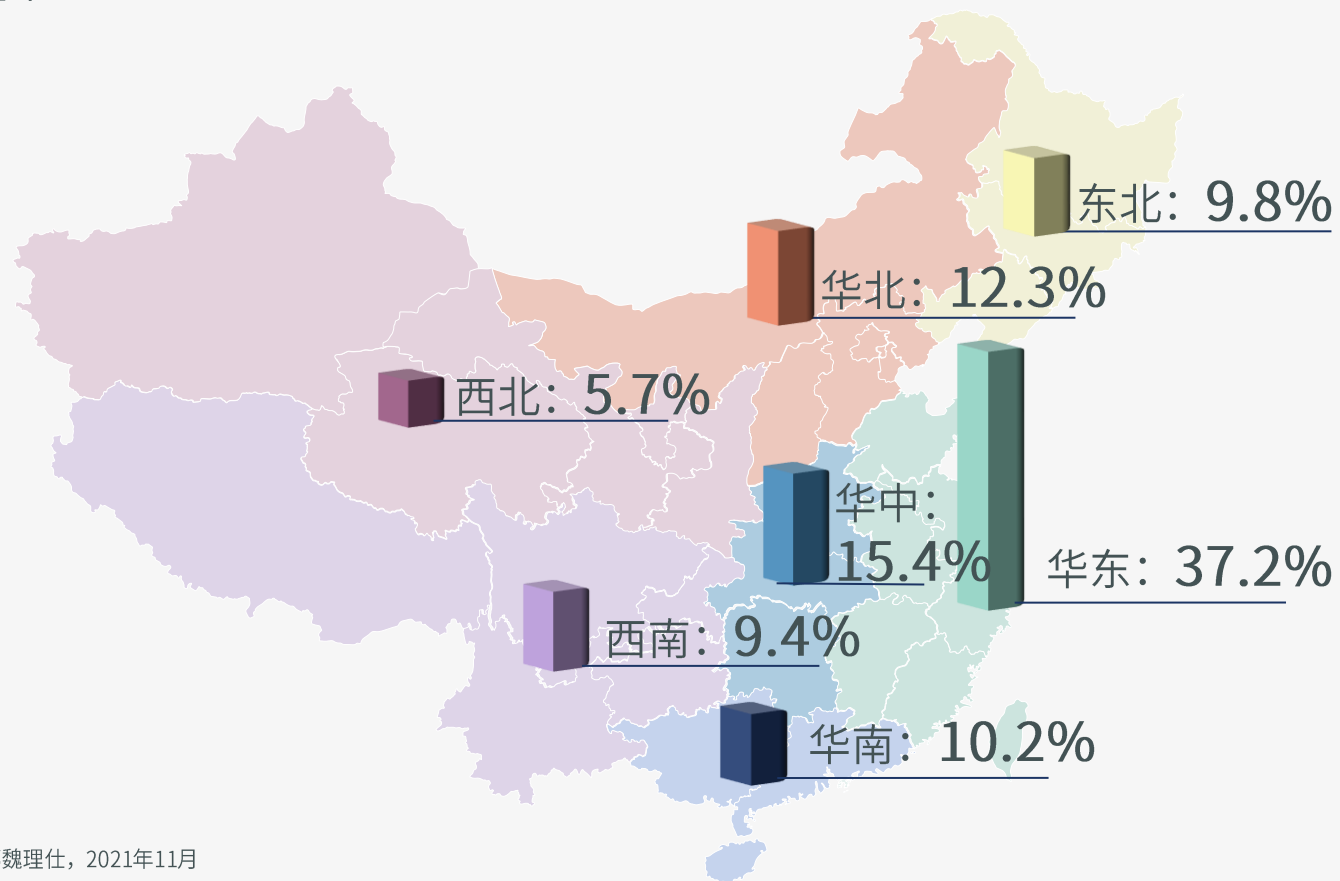 东北：9.8%
华北：12.3%
西北：5.7%
华中：
15.4%
华东：37.2%
西南：9.4%
华南：10.2%
魏理仕，2021年11月